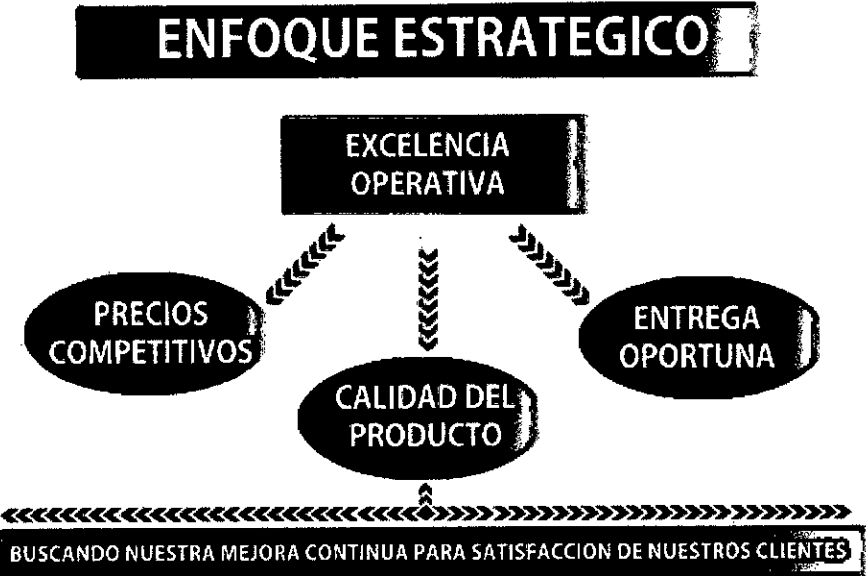 ENFOQUE ESTRATEGICO
EXCELENCIA
OPERATIVA
PRECIOS
COMPETITIVOS
ENTREGA
OPORTUNA
CALIDAD DEL
PRODUCTO
BUSCANDO NUESTRA MEJORA CONTINUA PARA SATISFACCION DE NUESTROS CLIENTES